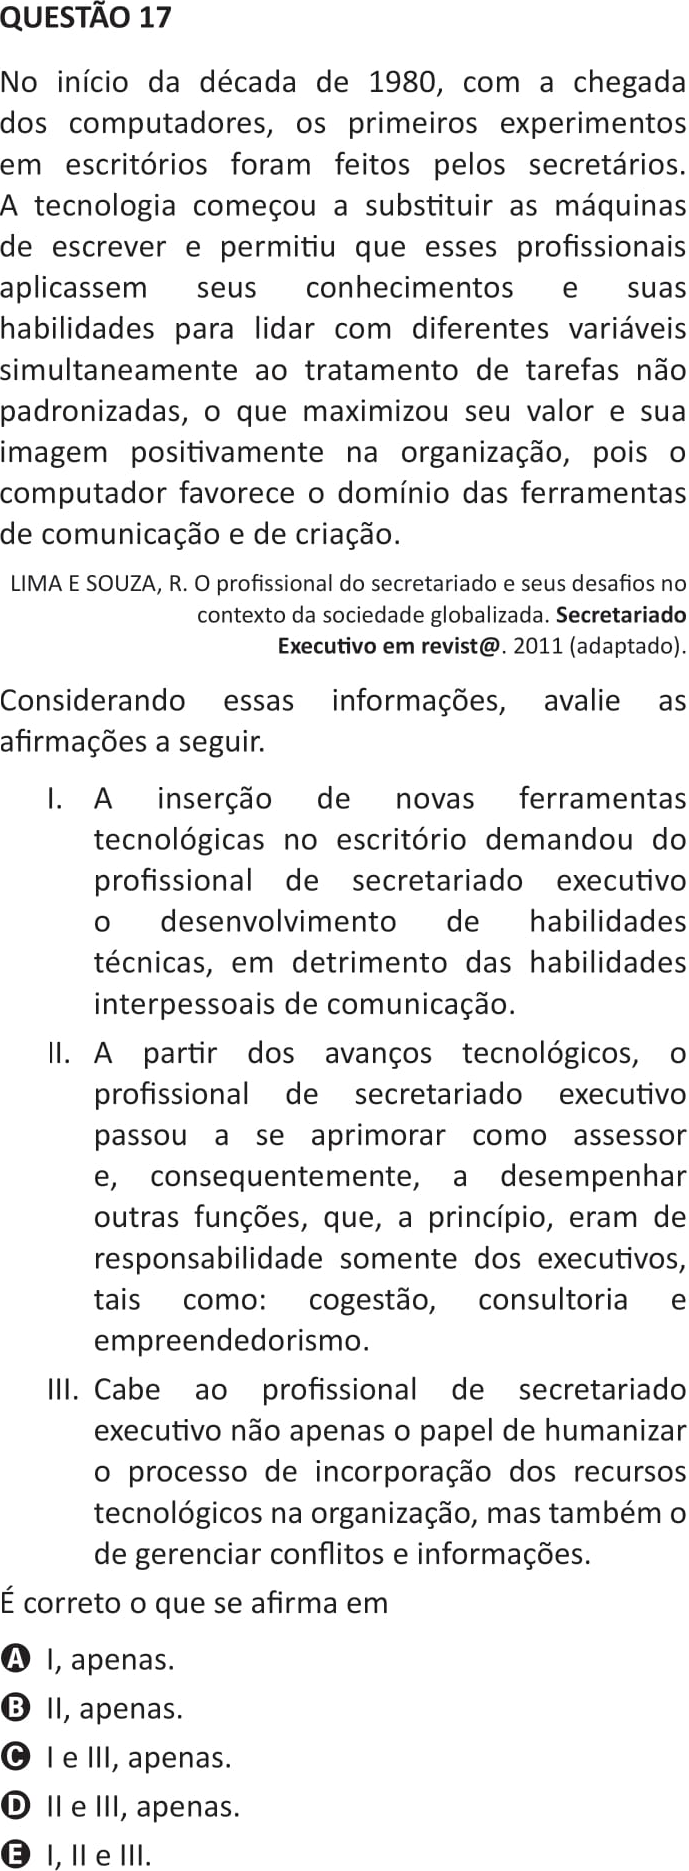 QUESTÃO 17
No início da década de 1980, com a chegada
dos computadores, os primeiros experimentos
em escritórios foram feitos pelos secretários.
A tecnologia começou a substituir as máquinas
de escrever e permitiu que esses profissionais
aplicassem seus conhecimentos e suas
habilidades para lidar com diferentes variáveis
simultaneamente ao tratamento de tarefas não
padronizadas, o que maximizou seu valor e sua
imagem positivamente na organização, pois o
computador favorece o domínio das ferramentas
de comunicação e de criação.
LIMA E SOUZA, R. O profissional do secretariado e seus desafios no
contexto da sociedade globalizada. Secretariado
Executivo em revist@. 2011 (adaptado).
Considerando essas informações, avalie as
afirmações a seguir.
I. A inserção de novas ferramentas
tecnológicas no escritório demandou do
profissional de secretariado executivo
o desenvolvimento de habilidades
técnicas, em detrimento das habilidades
interpessoais de comunicação.
II. A partir dos avanços tecnológicos, o
profissional de secretariado executivo
passou a se aprimorar como assessor
e, consequentemente, a desempenhar
outras funções, que, a princípio, eram de
responsabilidade somente dos executivos,
tais como: cogestão, consultoria e
empreendedorismo.
III. Cabe ao profissional de secretariado
executivo não apenas o papel de humanizar
o processo de incorporação dos recursos
tecnológicos na organização, mas também o
de gerenciar conflitos e informações.
É correto o que se afirma em
A I, apenas.
B II, apenas.
C I e III, apenas.
D II e III, apenas.
E I, II e III.